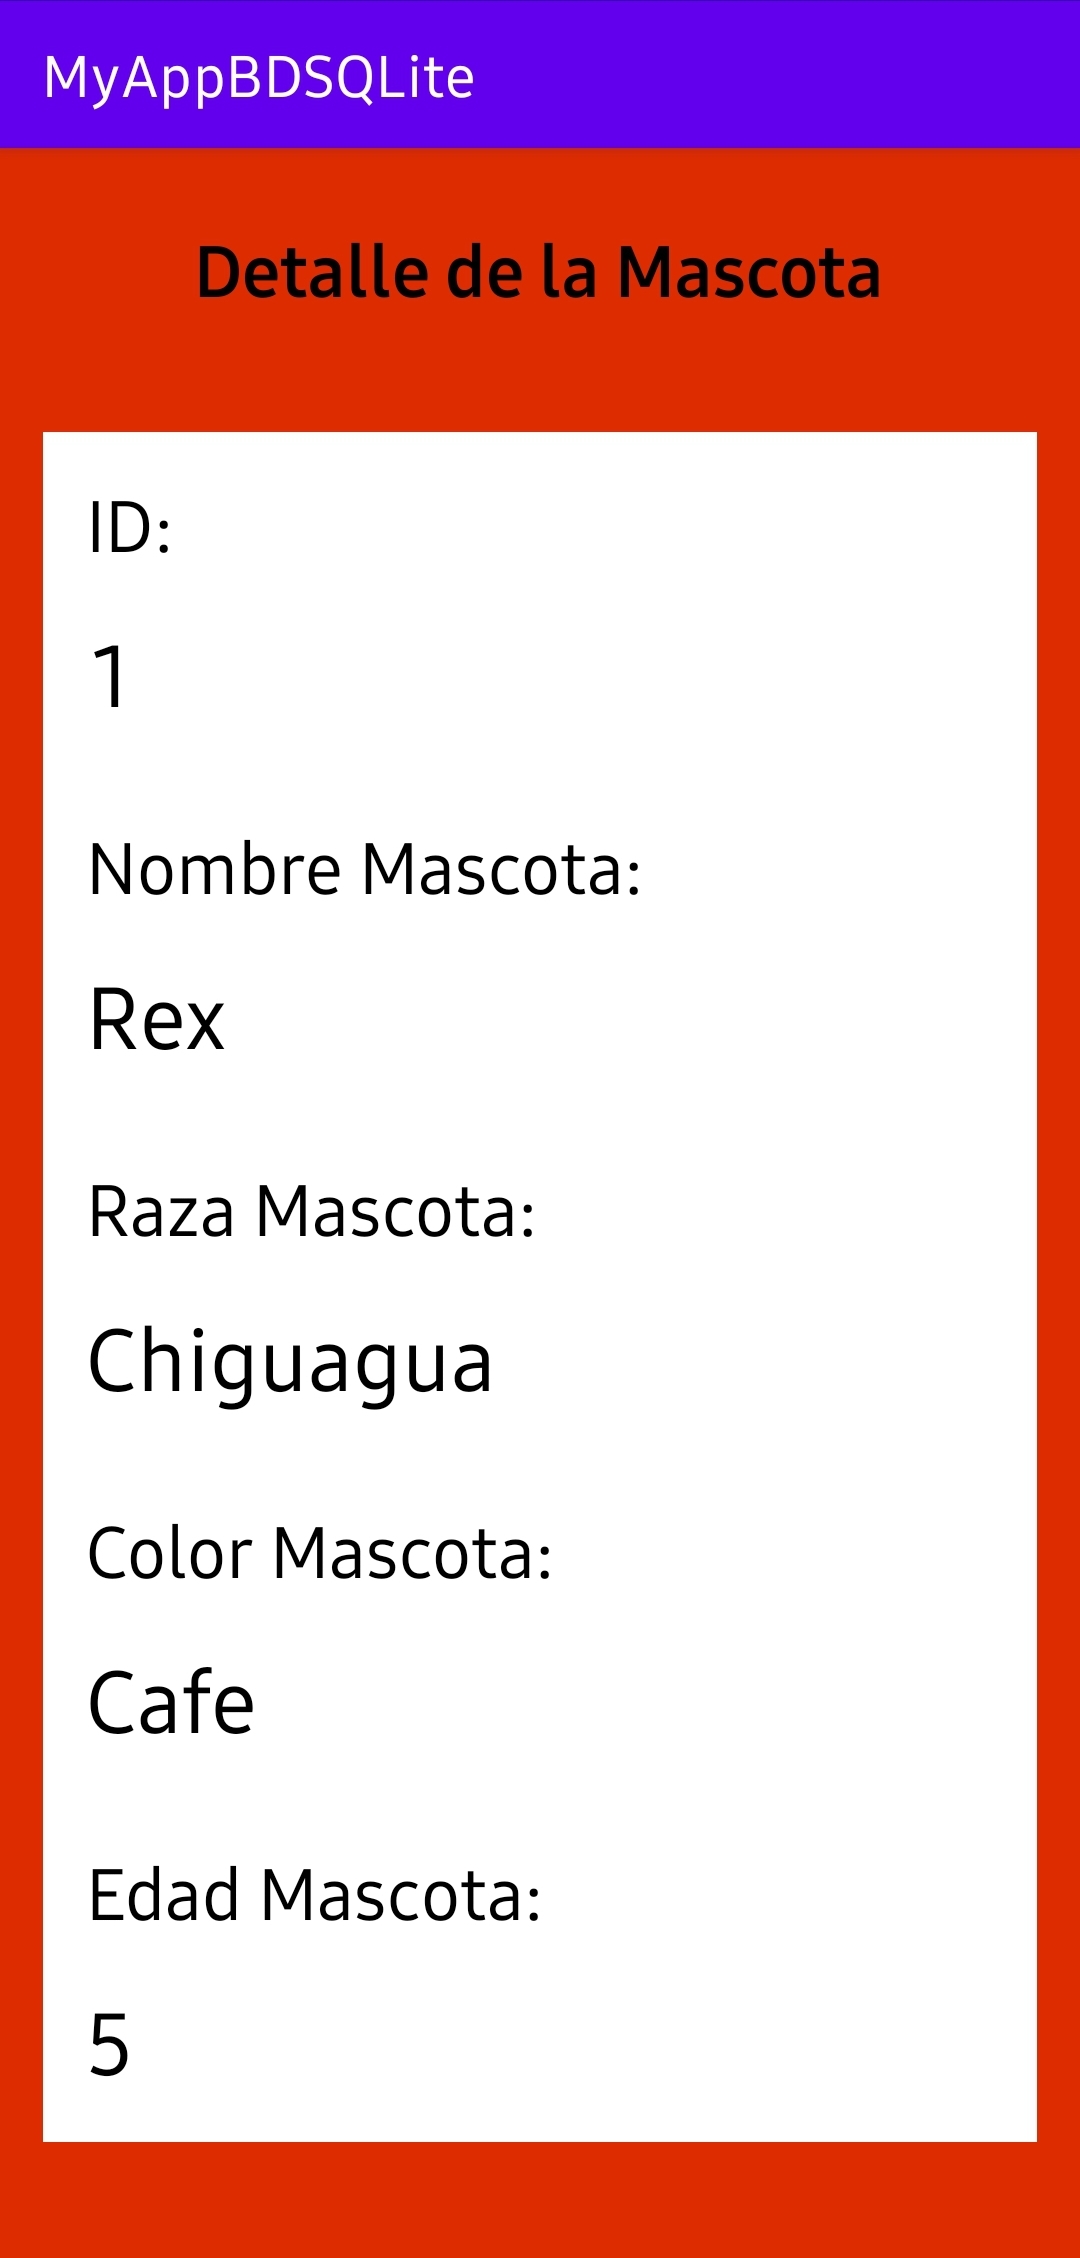 MyAppBDSQLite
Detalle de la Mascota
ID:
1
Nombre Mascota:
Rex
Raza Mascota:
Chiguagua
Color Mascota:
Cafe
Edad Mascota:
5